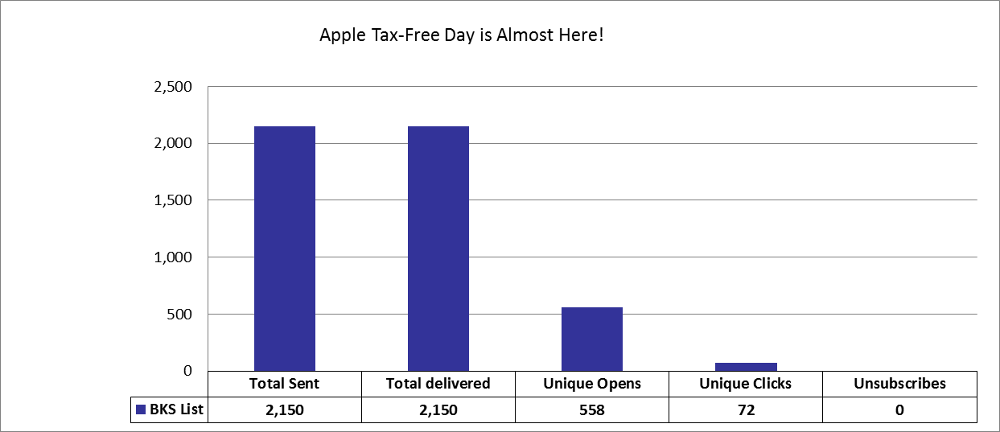 Apple Tax-Free Day is Almost Here!
2,500
2,000
1,500
1,000
500
0
Total Sent Total delivered Unique Opens Unique Clicks Unsubscribes
BKS List 2,150 2,150 558 72 0